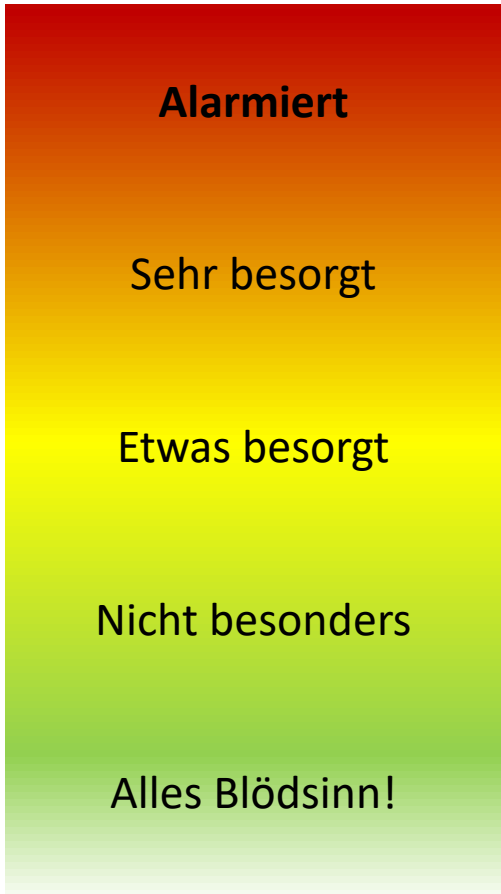 Alarmiert
Sehr besorgt
Etwas besorgt
Nicht besonders
Alles Blödsinn!